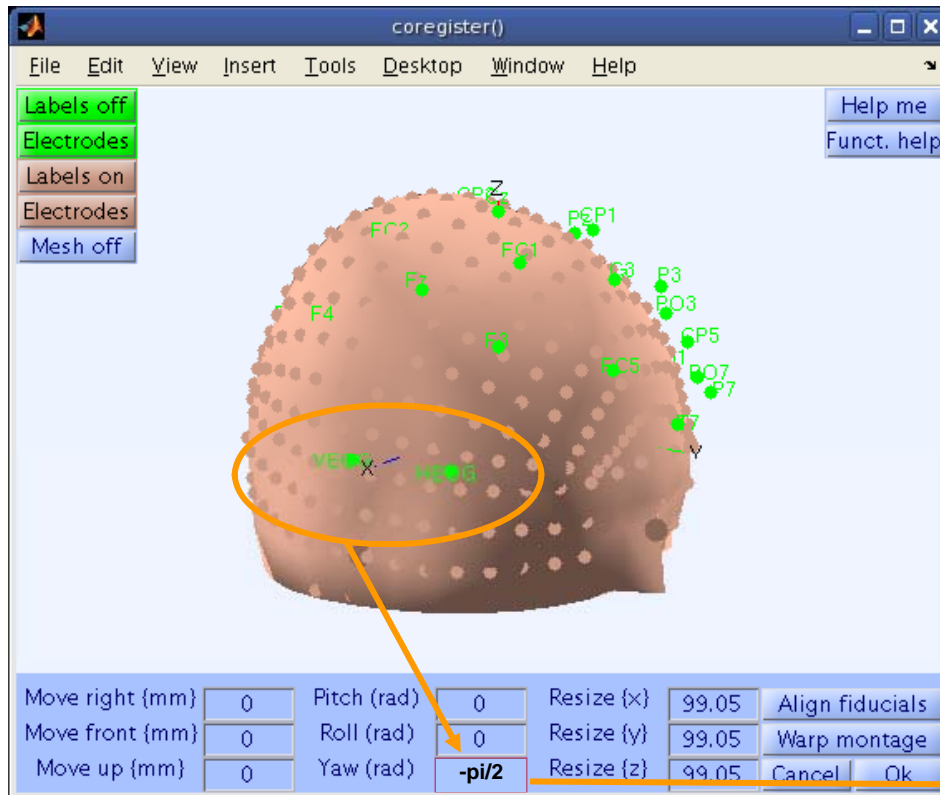 coregister()
File Edit View Insert Tools Desktop Window Help
Labels off
Help me
Electrodes
Funct. help
Labels on
Electrodes
Mesh off
Z
CP1
FC2
FC1
Fz
P3
F4
PO3
F3
CP5
FC5
PO7
P7
X
Y
Move right {mm} 0 Pitch (rad) 0 Resize {x} 99.05 Align fiducials
Move front {mm} 0 Roll (rad) 0 Resize {y} 99.05 Warp montage
Move up {mm} 0 Yaw (rad) -pi/2 Resize {z} 99.05 Cancel Ok